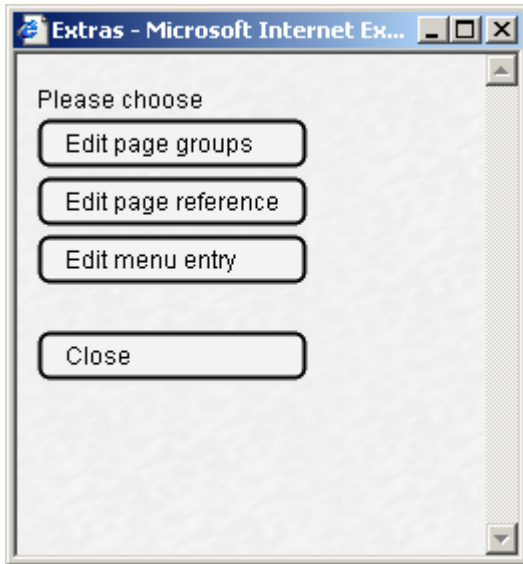 Extras - Microsoft Internet Ex...
Please choose
Edit page groups
Edit page reference
Edit menu entry
Close